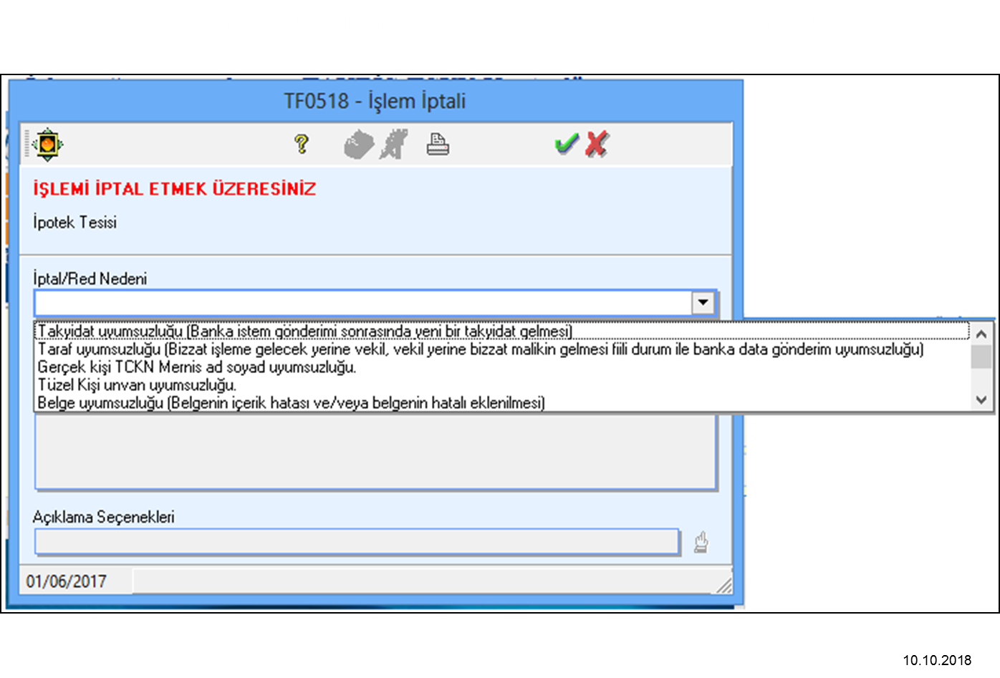 TF0518 - İşlem İptali
İŞLEMİ İPTAL ETMEK ÜZERESİNİZ
İpotek Tesisi
İptal/Red Nedeni
Takyidat uyumsuzluğu (Banka istem gönderimi sonrasında yeni bir takyidat gelmesi)
Taraf uyumsuzluğu (Bizzat işleme gelecek yerine vekil, vekil yerine bizzat malikin gelmesi fiili durum ile banka data gönderim uyumsuzluğu)
Gerçek kişi TCKN Mernis ad soyad uyumsuzluğu.
Tüzel Kişi unvan uyumsuzluğu.
Belge uyumsuzluğu (Belgenin içerik hatası ve/veya belgenin hatalı eklenilmesi)
Açıklama Seçenekleri
01/06/2017
10.10.2018